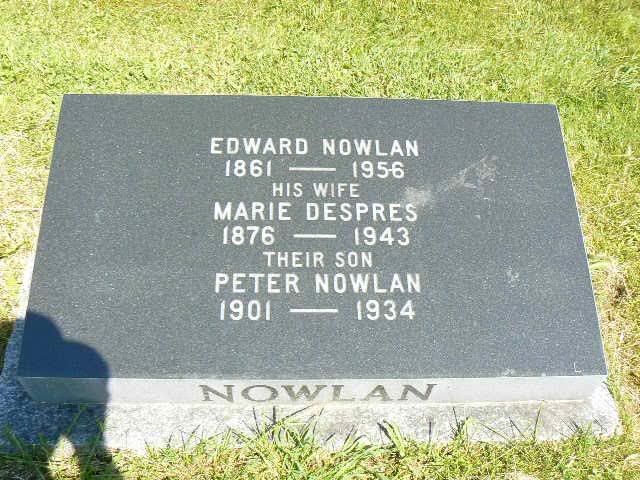 EDWARD NOWLAN
1861 — 1956
HIS WIFE
MARIE DESPRES
1876 — 1943
THEIR SON
PETER NOWLAN
1901 — 1934
NOWLAN